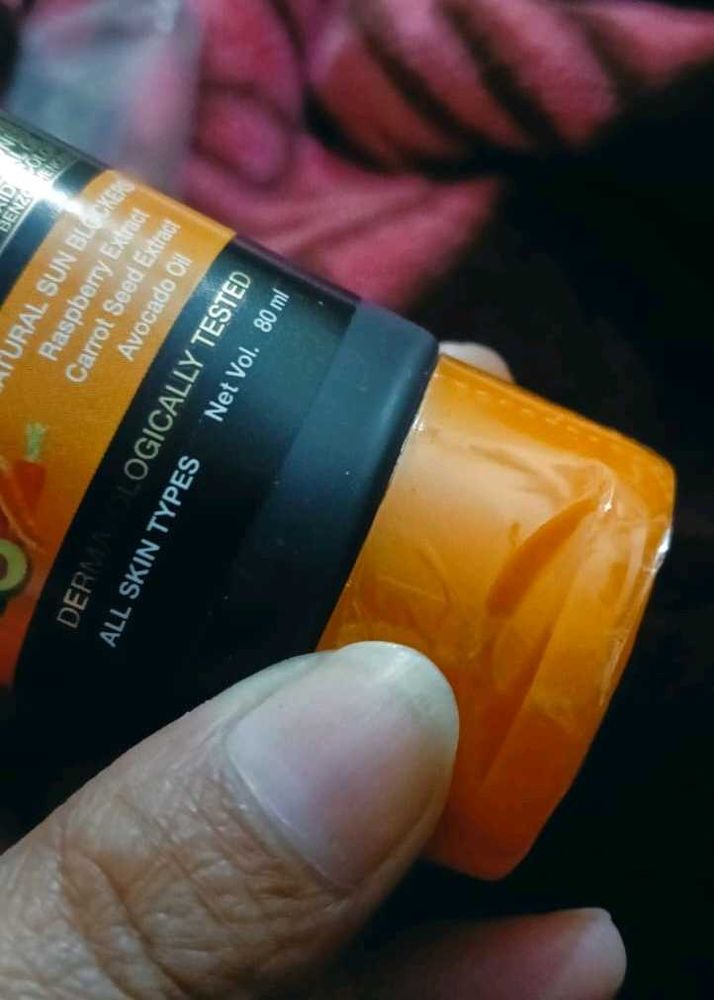 NATURAL SUN BLOCKERS
Raspberry Extract
Carrot Seed Extract
Avocado Oil
DERMATOLOGICALLY TESTED
ALL SKIN TYPES Net Vol. 80 ml